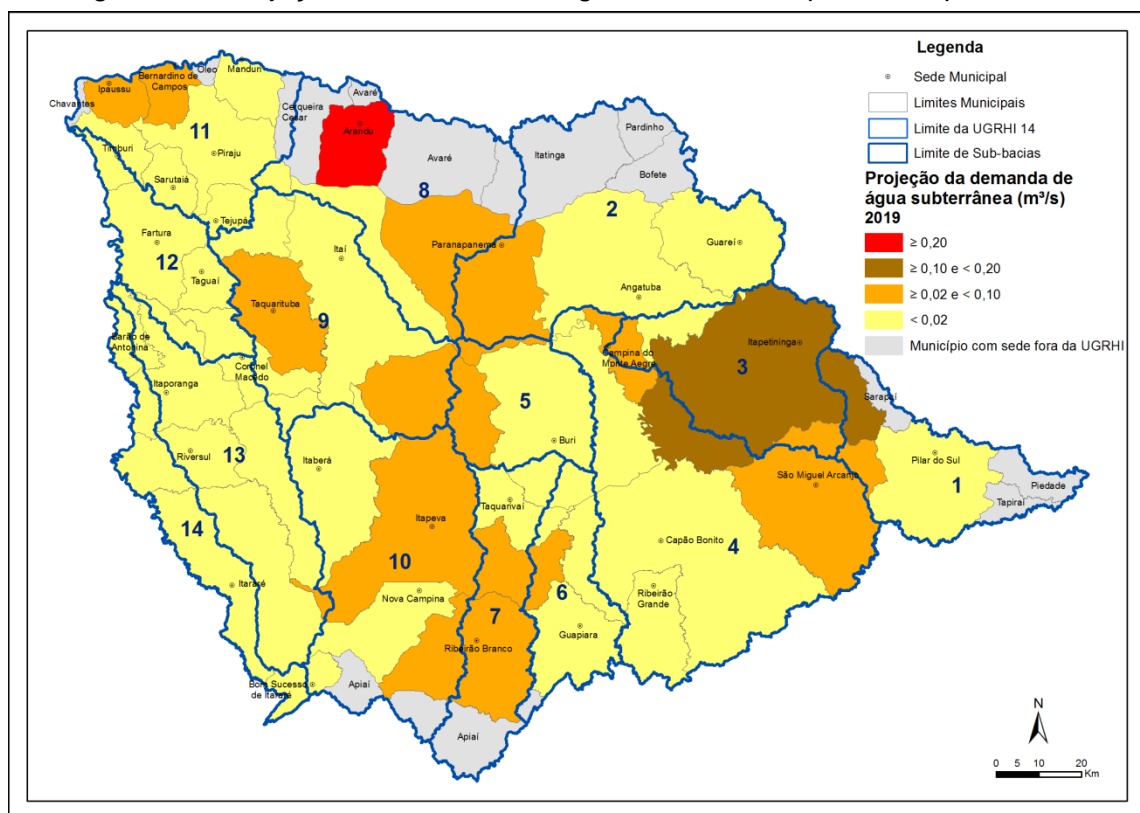 Legenda
Sede Municipal
Limites Municipais
Limite da UGRHI 14
Limite de Sub-bacias
Projeção da demanda de
água subterrânea (m³/s)
2019
≥ 0,20
≥ 0,10 e < 0,20
≥ 0,02 e < 0,10
< 0,02
Município com sede fora da UGRHI
Chavantes
Ipaussu
Bernardino de
Campos
Óleo
Manduri
11
Timburi
Piraju
Sarutaiá
Tejupá
Cerqueira
Cesar
Avaré
Arandu
Avaré
8
Itatinga
Pardinho
Bofete
2
Guareí
Angatuba
Paranapanema
Fartura
12
Taguaí
Itaí
Taquarituba
9
Barão de
Antonina
Coronel
Macedo
Itaporanga
Riversul
13
14
Itararé
Itaberá
Itapeva
10
Nova Campina
Bom Sucesso
de Itararé
Apiaí
Apiaí
Ribeirão Branco
7
Taquarivaí
5
Buri
Campina do
Monte Aegre
Itapetininga
3
Sarapuí
São Miguel Arcanjo
Pilar do Sul
1
Piedade
Tapiraí
Capão Bonito
4
Ribeirão
Grande
6
Guapiara
N
0 5 10 20
Km